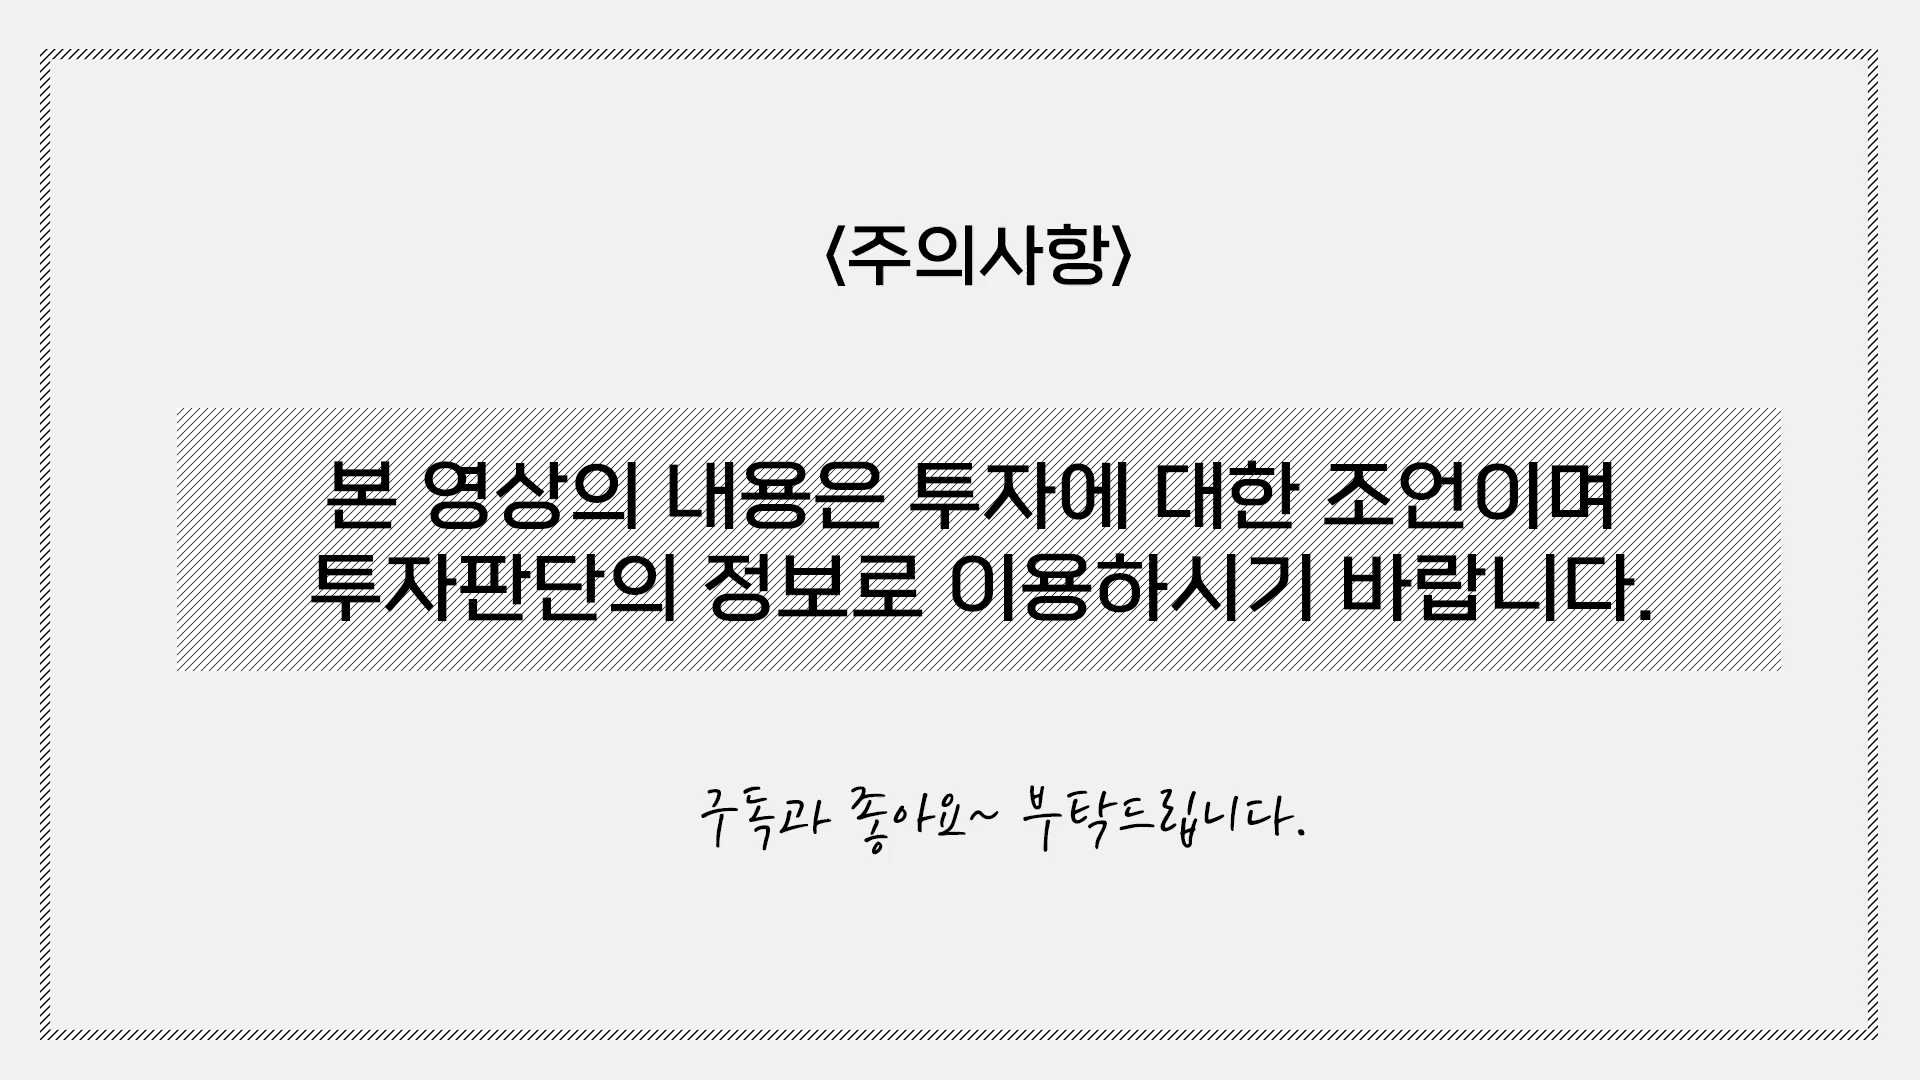 〈주의사항〉
본 영상의 내용은 투자에 대한 조언이며
투자판단의 정보로 이용하시기 바랍니다.
구독과 좋아요~ 부탁드립니다.